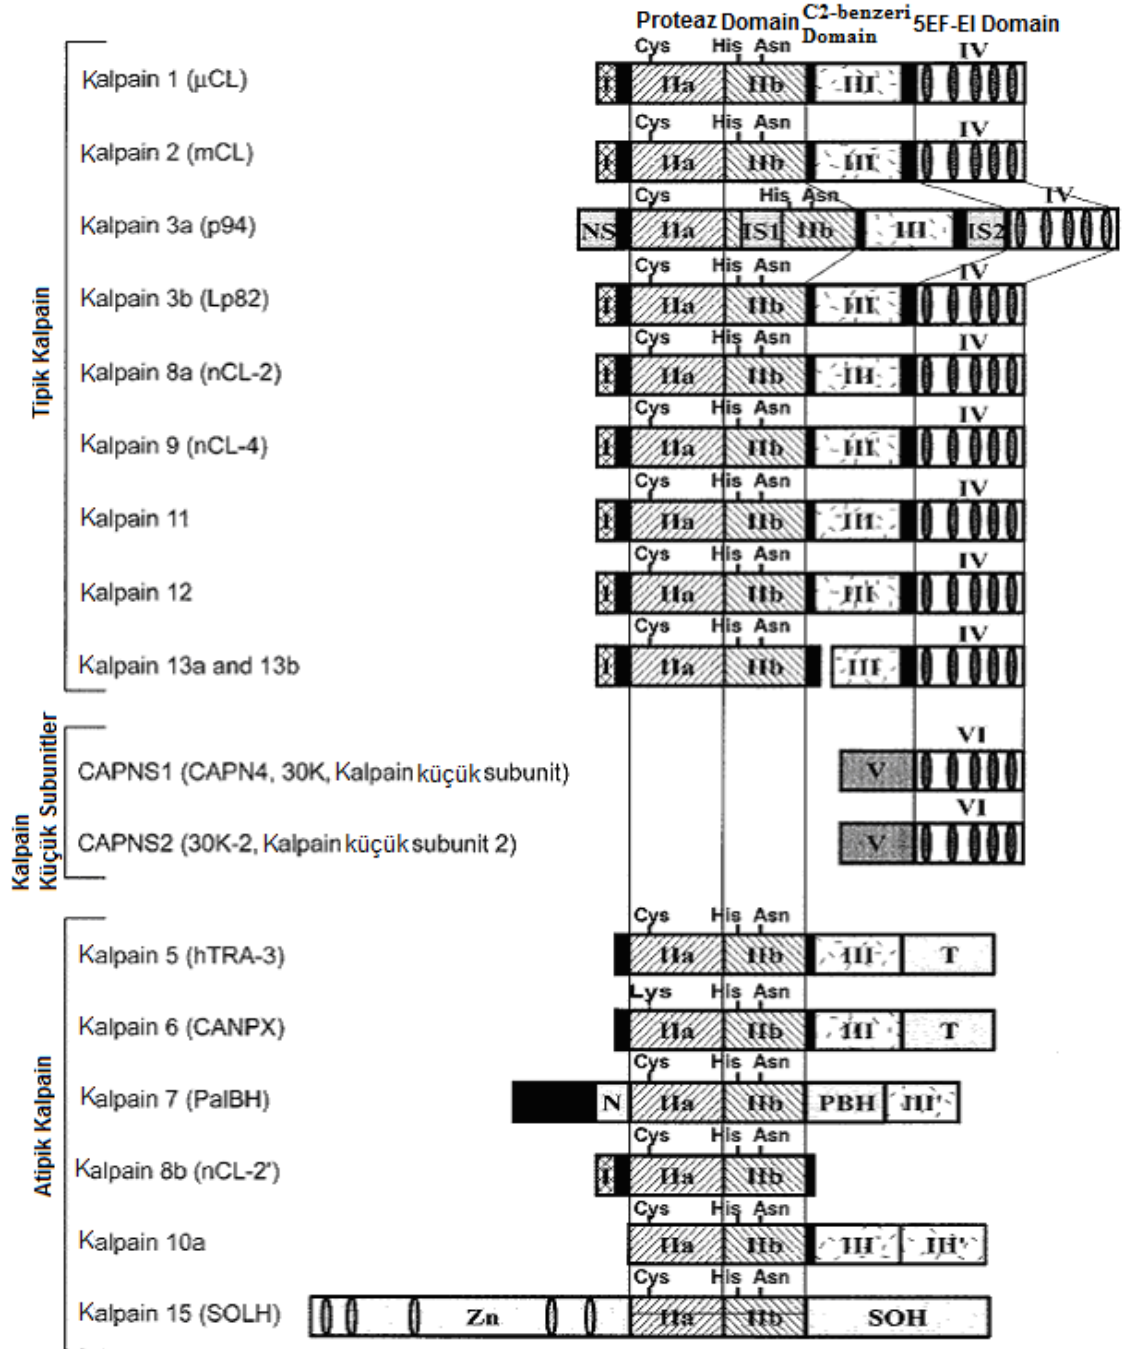 Proteaz Domain C2-benzeri Domain 5EF-El Domain
Cys His Asn IV
Kalpain 1 (μCL) I IIa IIb III
Cys His Asn IV
Kalpain 2 (mCL) I IIa IIb III
Cys His Asn IV
Kalpain 3a (p94) NS IIa IS1 IIb III IS2
Cys His Asn IV
Kalpain 3b (Lp82) I IIa IIb III
Cys His Asn IV
Kalpain 8a (nCL-2) I IIa IIb III
Cys His Asn IV
Kalpain 9 (nCL-4) I IIa IIb III
Cys His Asn IV
Kalpain 11 I IIa IIb III
Cys His Asn IV
Kalpain 12 I IIa IIb III
Cys His Asn IV
Kalpain 13a and 13b I IIa IIb III
Tipik Kalpain
VI
CAPNS1 (CAPN4, 30K, Kalpain küçük subunit) V
VI
CAPNS2 (30K-2, Kalpain küçük subunit 2) V
Kalpain
Küçük Subunitler
Cys His Asn
Kalpain 5 (hTRA-3) IIa IIb III T
Lys His Asn
Kalpain 6 (CANPX) IIa IIb III T
Cys His Asn
Kalpain 7 (PalBH) N IIa IIb PBH III'
Cys His Asn
Kalpain 8b (nCL-2') I IIa IIb
Cys His Asn
Kalpain 10a IIa IIb III III'
Cys His Asn
Kalpain 15 (SOLH) Zn IIa IIb SOH
Atipik Kalpain